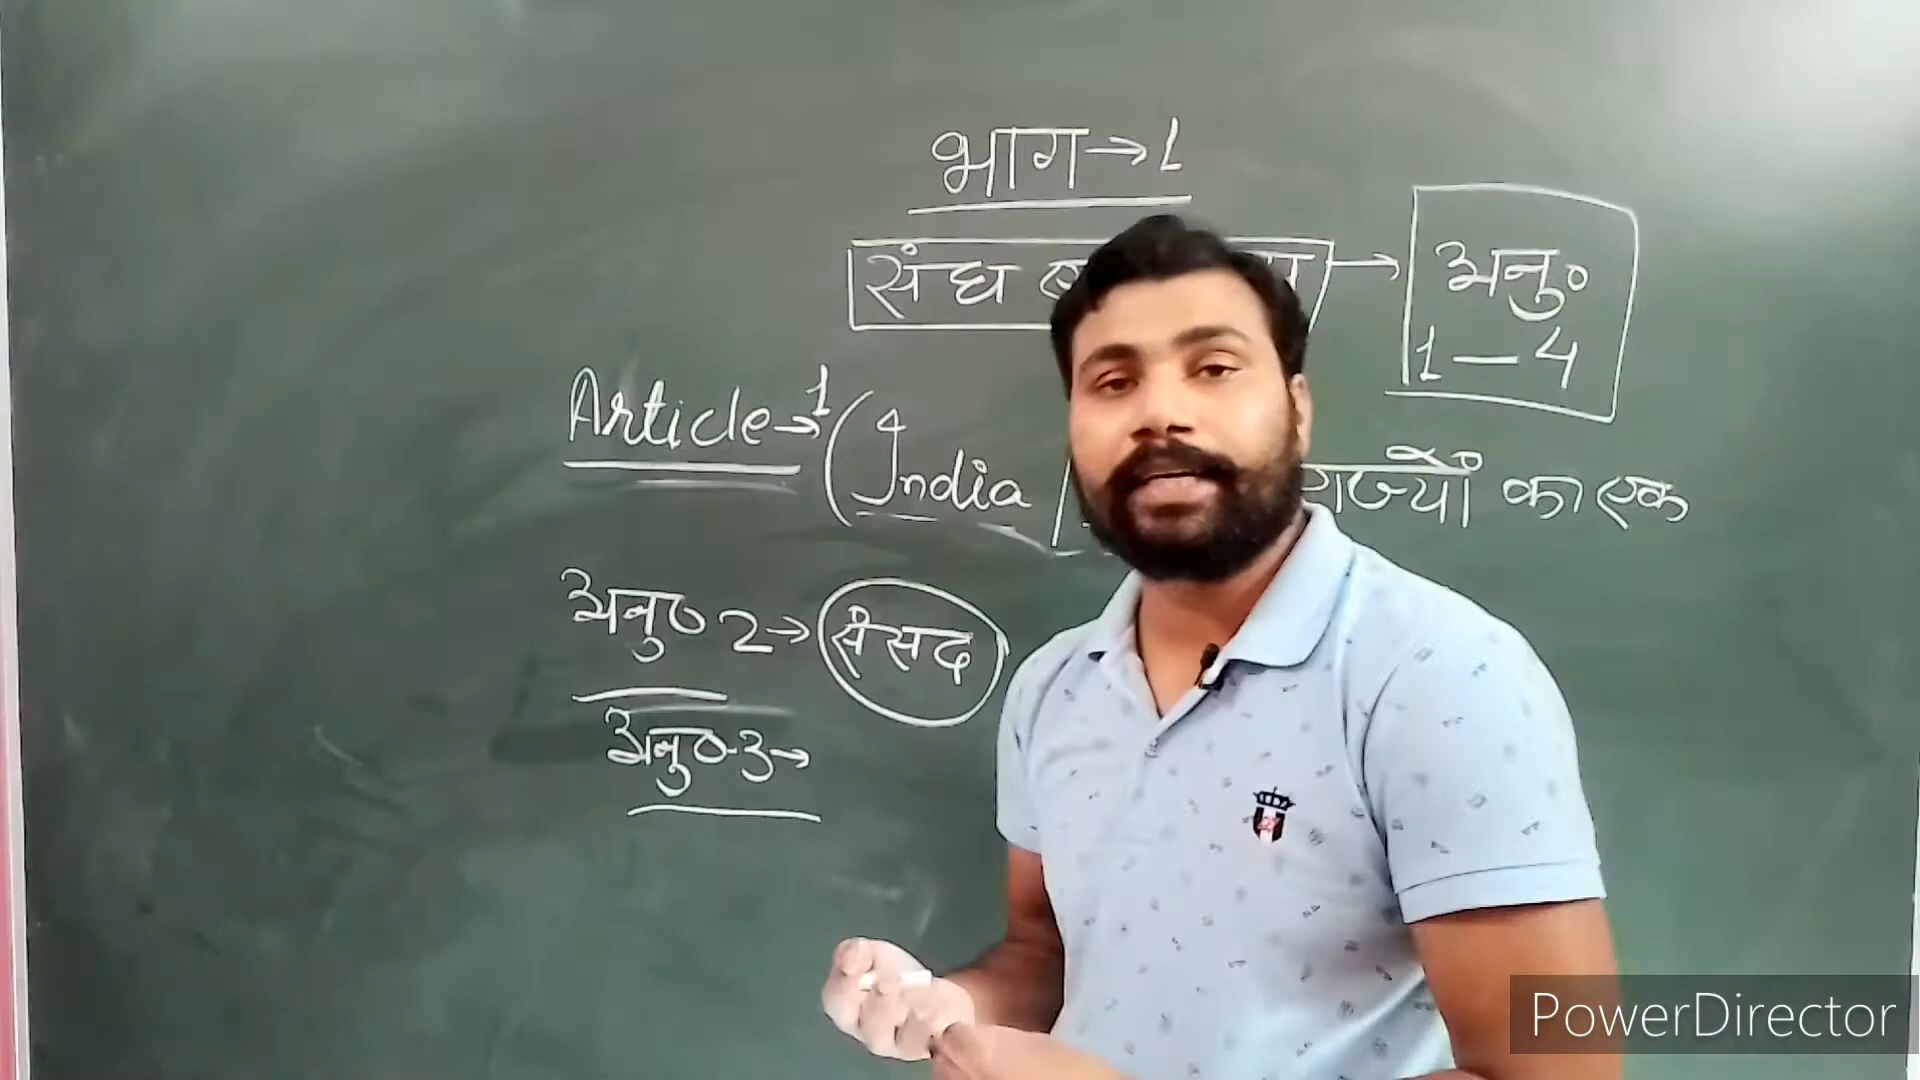 भाग→1
संघ → अनु०
1-4
Article→1 (India / राज्यों का एक
अनु० 2→ संसद
अनु० 3→
PowerDirector